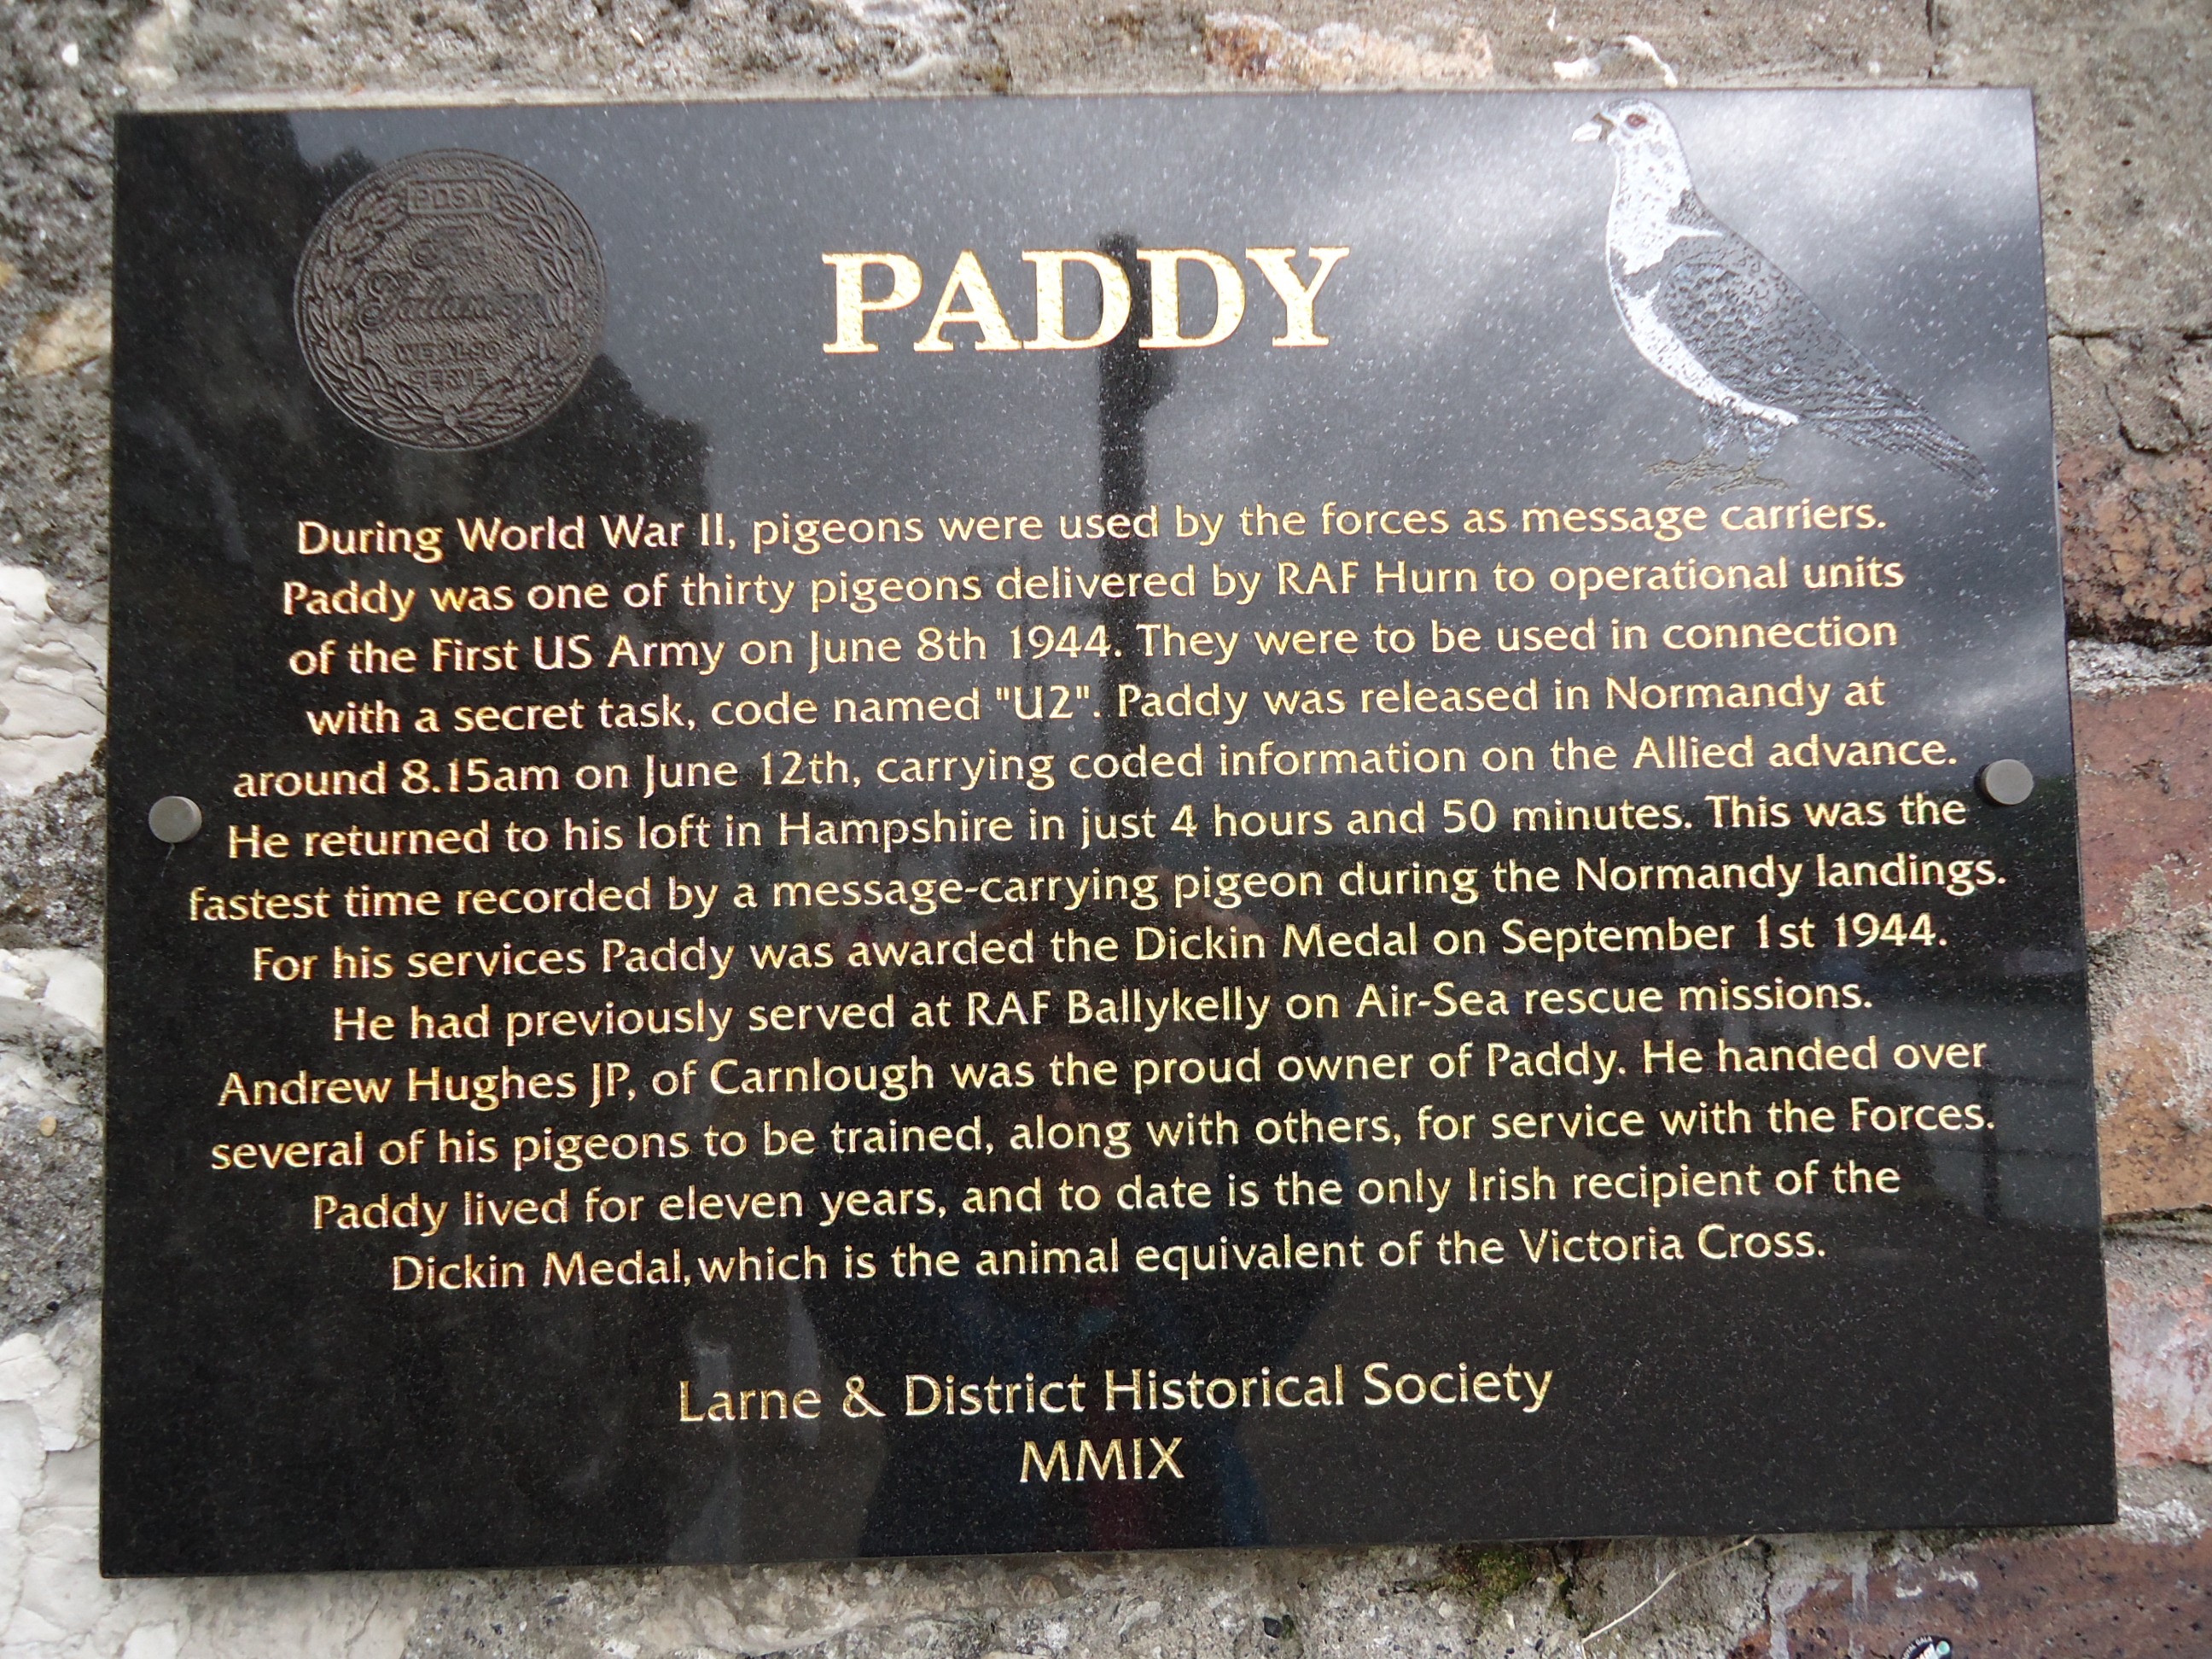 PDSA
For
Gallantry
WE ALSO
SERVE
PADDY
During World War II, pigeons were used by the forces as message carriers.
Paddy was one of thirty pigeons delivered by RAF Hurn to operational units
of the First US Army on June 8th 1944. They were to be used in connection
with a secret task, code named "U2". Paddy was released in Normandy at
around 8.15am on June 12th, carrying coded information on the Allied advance.
He returned to his loft in Hampshire in just 4 hours and 50 minutes. This was the
fastest time recorded by a message-carrying pigeon during the Normandy landings.
For his services Paddy was awarded the Dickin Medal on September 1st 1944.
He had previously served at RAF Ballykelly on Air-Sea rescue missions.
Andrew Hughes JP, of Carnlough was the proud owner of Paddy. He handed over
several of his pigeons to be trained, along with others, for service with the Forces.
Paddy lived for eleven years, and to date is the only Irish recipient of the
Dickin Medal, which is the animal equivalent of the Victoria Cross.
Larne & District Historical Society
MMIX